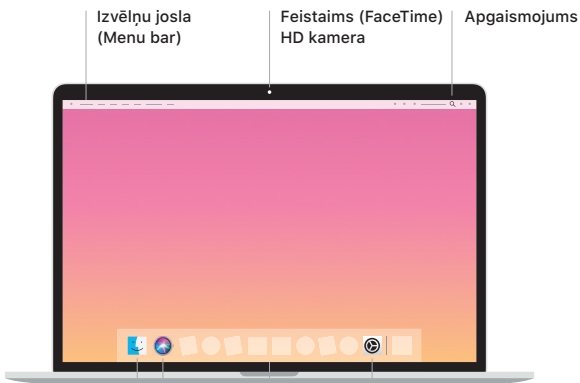 Izvēlņu josla
(Menu bar)
Feistaims (FaceTime)
HD kamera
Apgaismojums